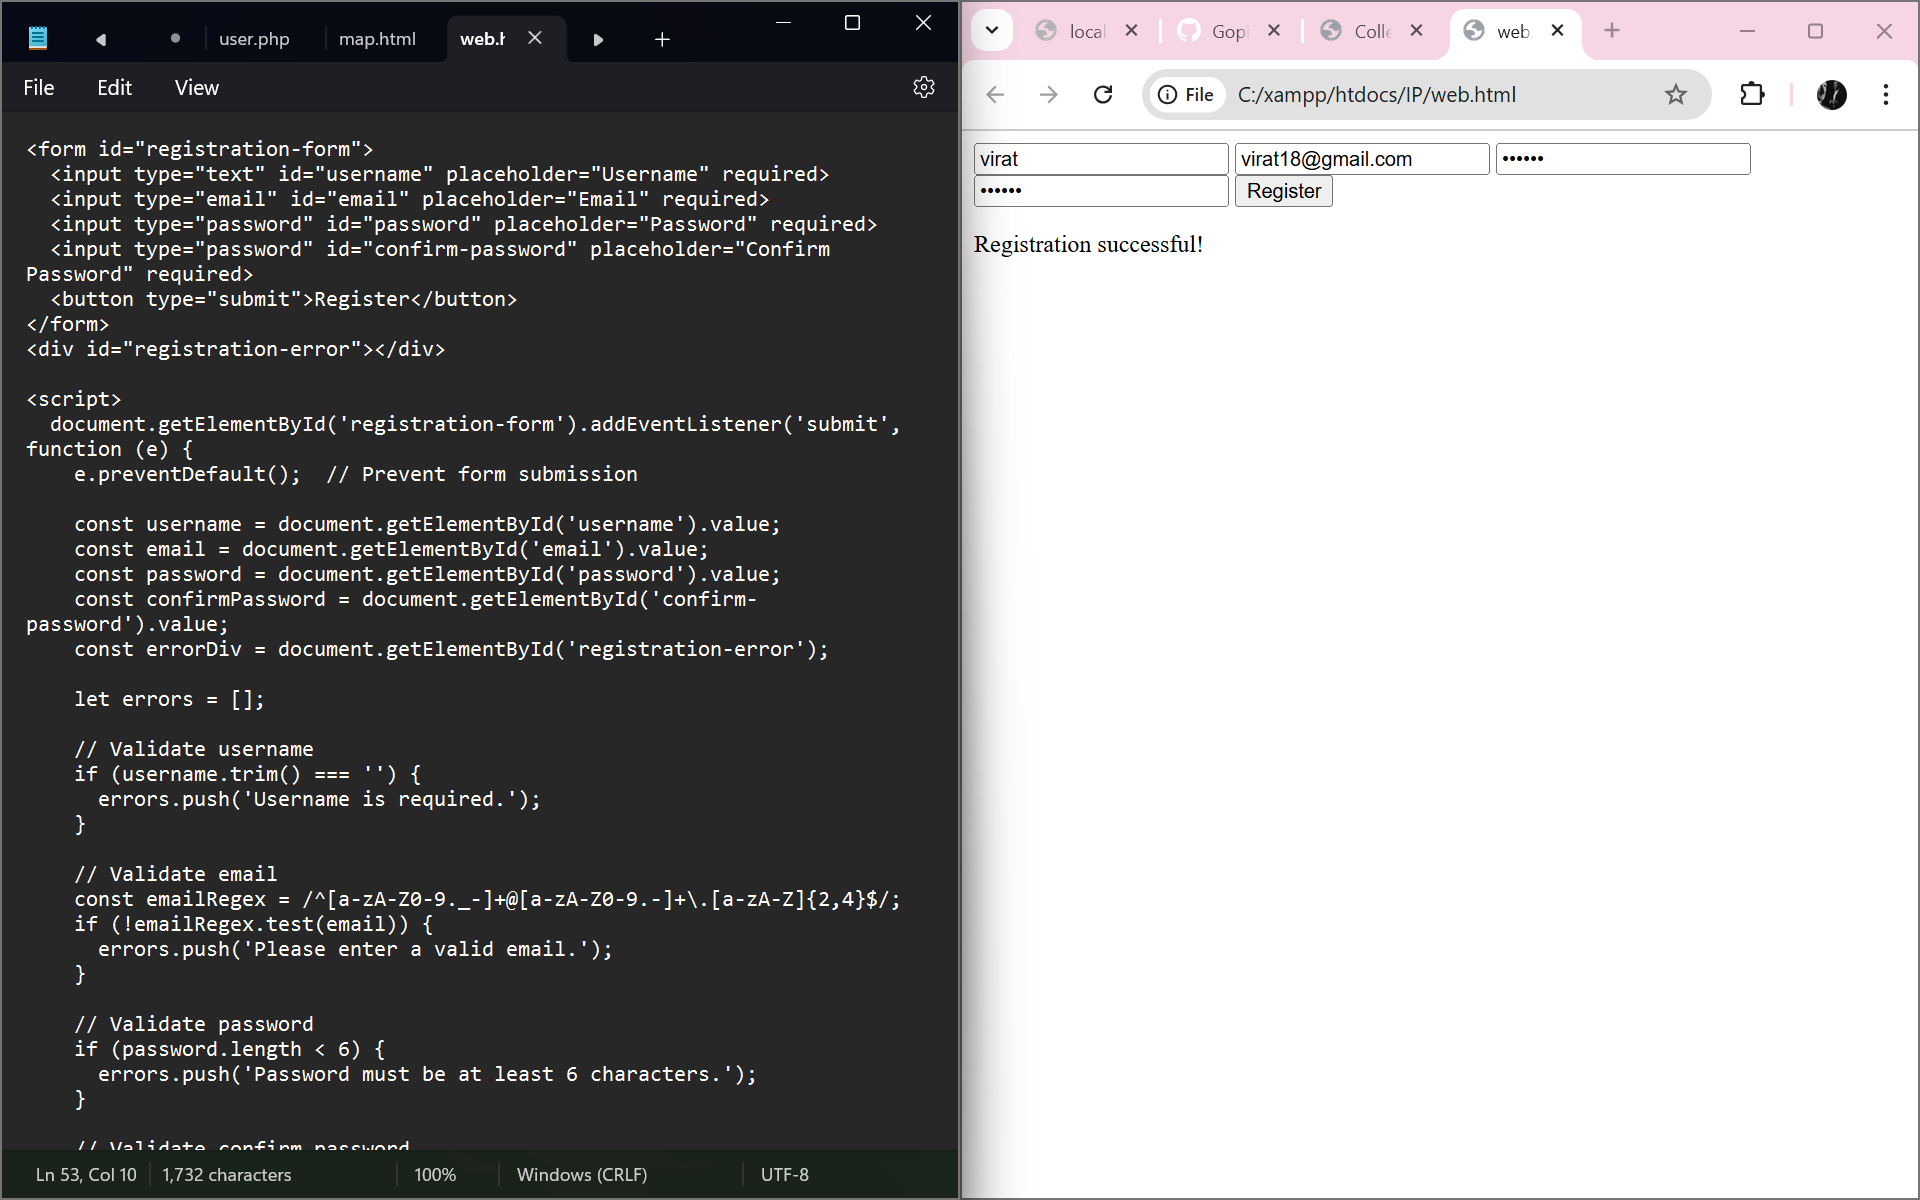 user.php
map.html
web.h
File
Edit
View
<form id="registration-form">
  <input type="text" id="username" placeholder="Username" required>
  <input type="email" id="email" placeholder="Email" required>
  <input type="password" id="password" placeholder="Password" required>
  <input type="password" id="confirm-password" placeholder="Confirm
Password" required>
  <button type="submit">Register</button>
</form>
<div id="registration-error"></div>
<script>
  document.getElementById('registration-form').addEventListener('submit',
function (e) {
    e.preventDefault();  // Prevent form submission
    const username = document.getElementById('username').value;
    const email = document.getElementById('email').value;
    const password = document.getElementById('password').value;
    const confirmPassword = document.getElementById('confirm-
password').value;
    const errorDiv = document.getElementById('registration-error');
    let errors = [];
    // Validate username
    if (username.trim() === '') {
      errors.push('Username is required.');
    }
    // Validate email
    const emailRegex = /^[a-zA-Z0-9._-]+@[a-zA-Z0-9.-]+\.[a-zA-Z]{2,4}$/;
    if (!emailRegex.test(email)) {
      errors.push('Please enter a valid email.');
    }
    // Validate password
    if (password.length < 6) {
      errors.push('Password must be at least 6 characters.');
    }
    // Validate confirm password
Ln 53, Col 10
1,732 characters
100%
Windows (CRLF)
UTF-8
local
Gopi
Colle
web
File
C:/xampp/htdocs/IP/web.html
virat
virat18@gmail.com
••••••
••••••
Register
Registration successful!